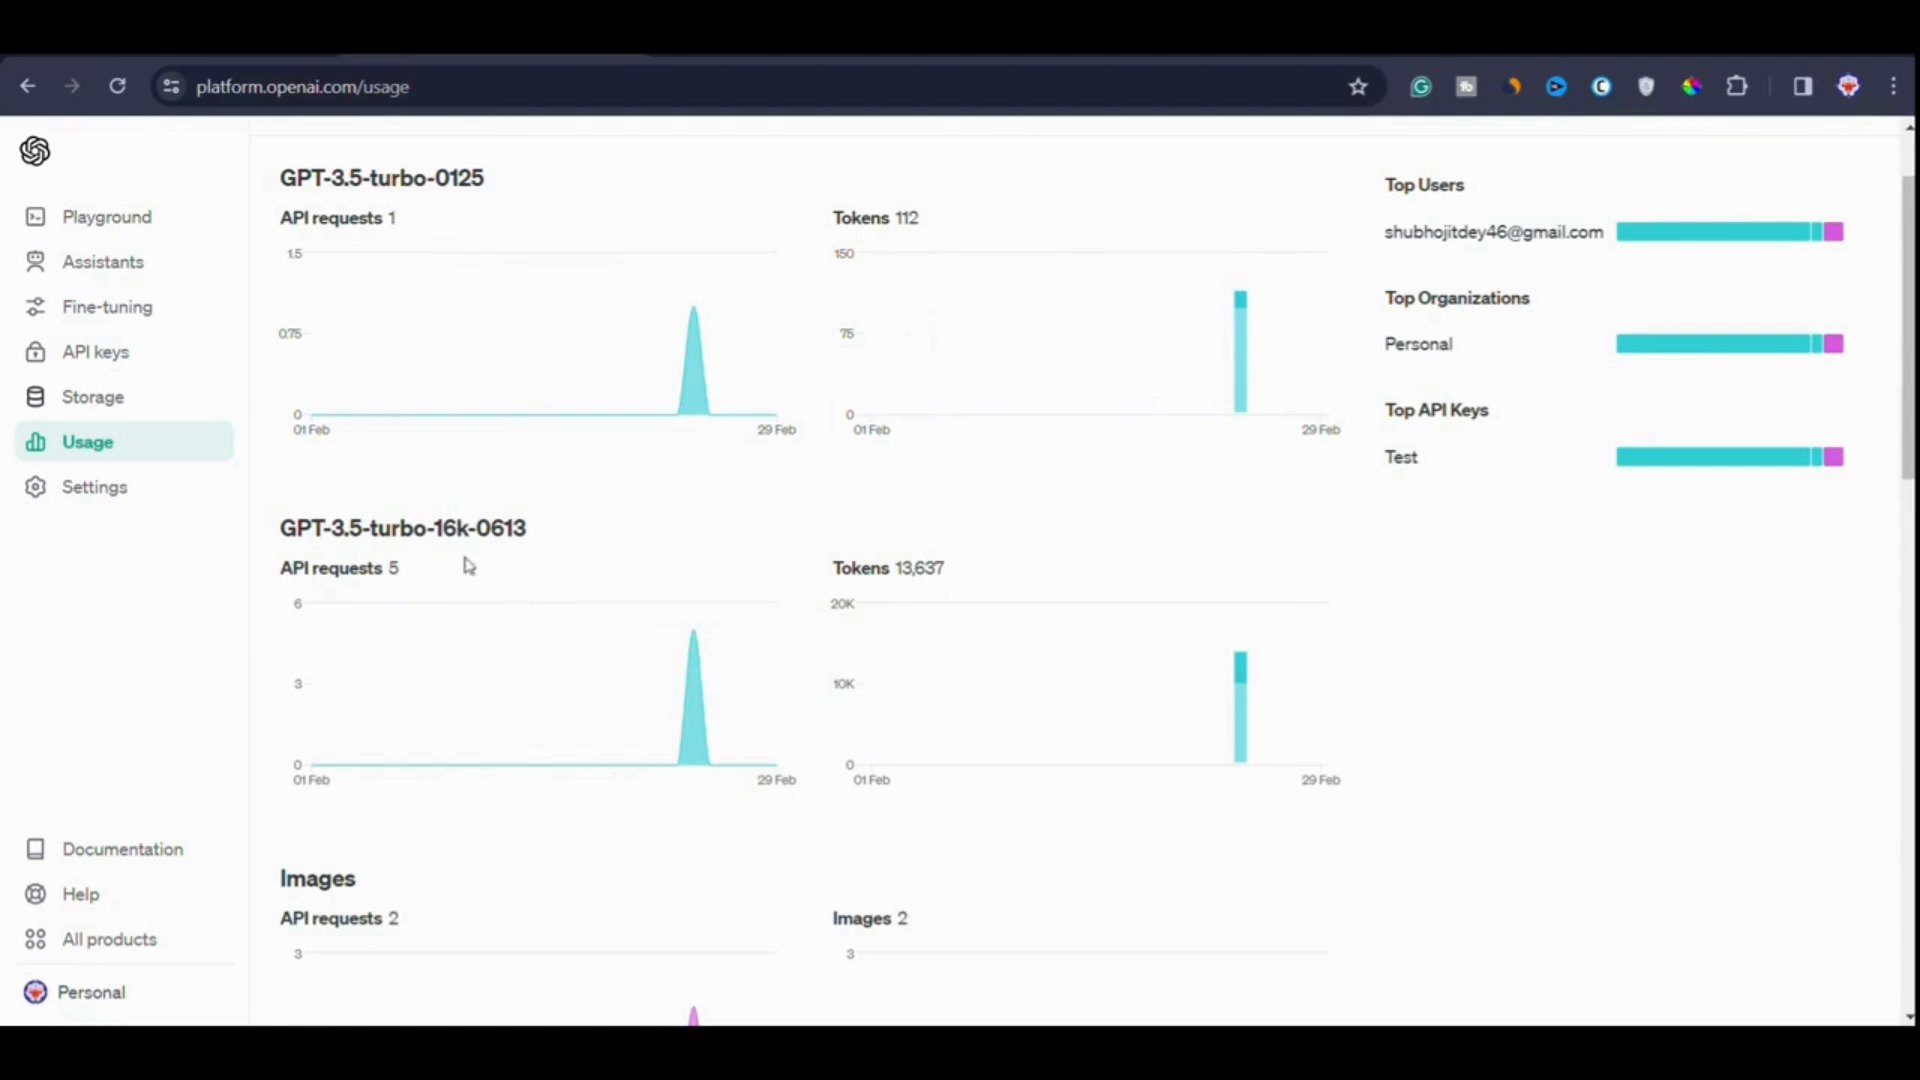 platform.openai.com/usage
Playground
Assistants
Fine-tuning
API keys
Storage
Usage
Settings
Documentation
Help
All products
Personal
GPT-3.5-turbo-0125
API requests 1
1.5
0.75
0
01 Feb
29 Feb
Tokens 112
150
75
0
01 Feb
29 Feb
GPT-3.5-turbo-16k-0613
API requests 5
6
3
0
01 Feb
29 Feb
Tokens 13,637
20K
10K
0
01 Feb
29 Feb
Images
API requests 2
3
Images 2
3
Top Users
shubhojitdey46@gmail.com
Top Organizations
Personal
Top API Keys
Test